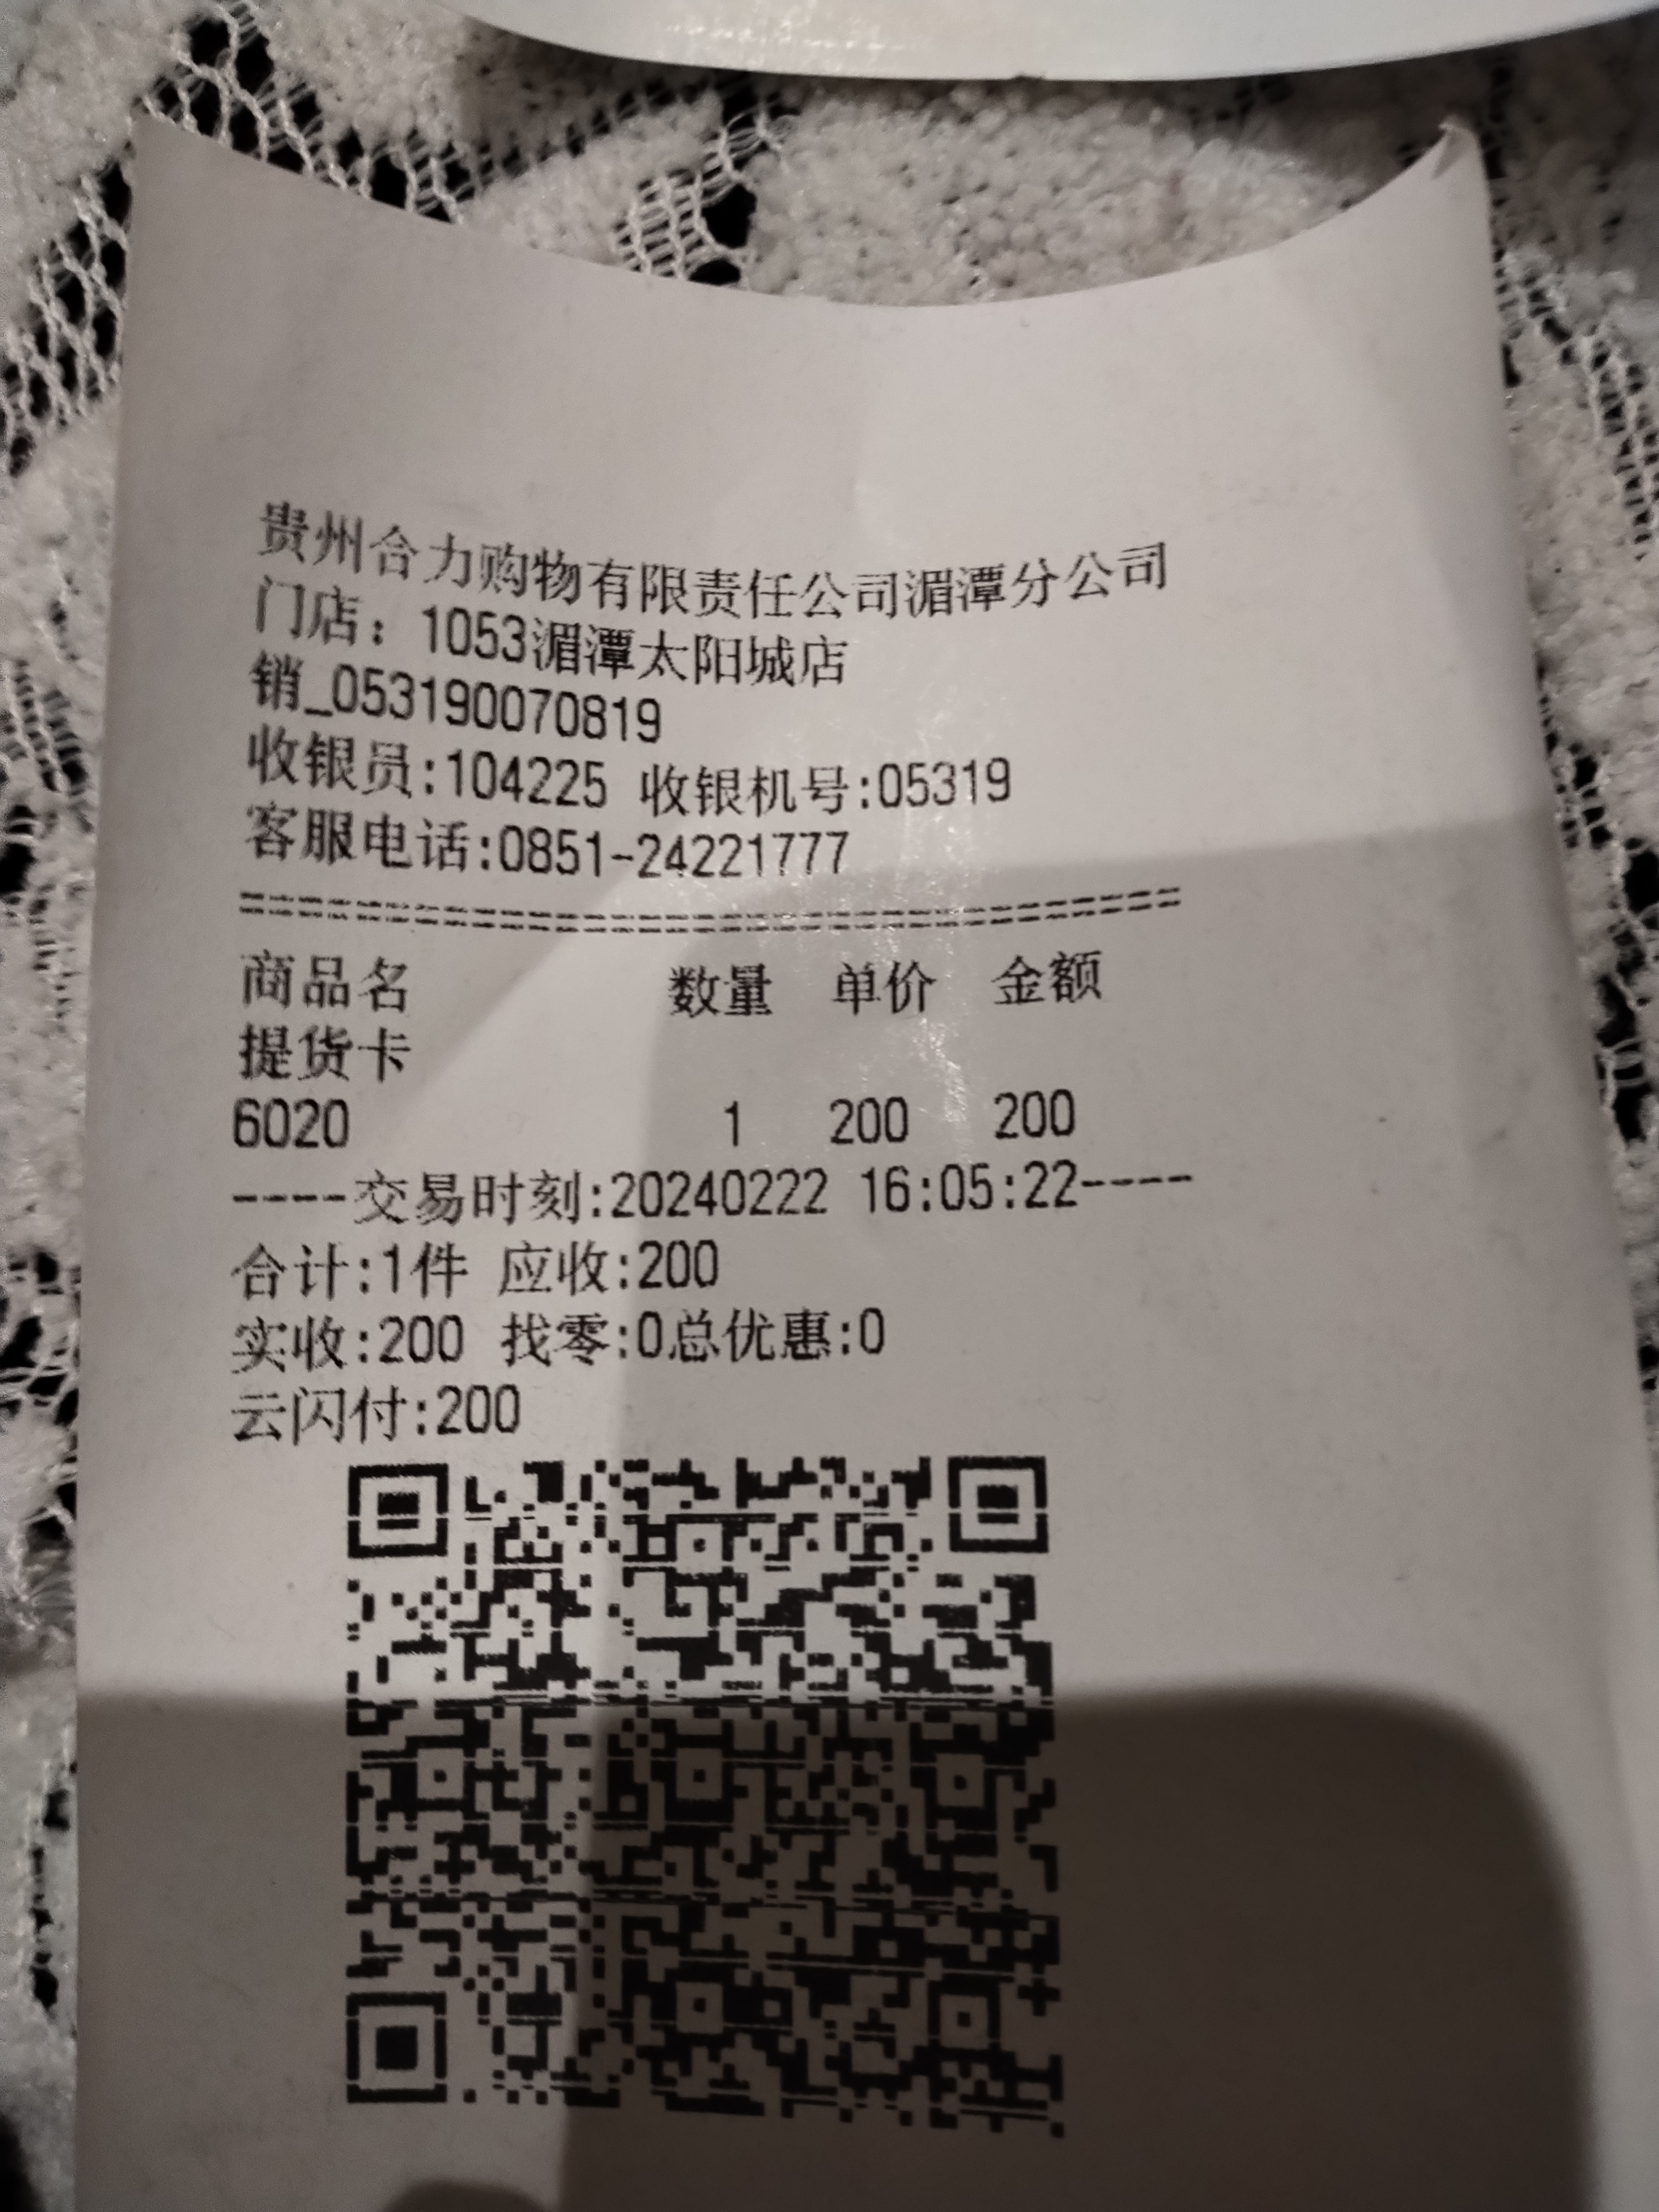 贵州合力购物有限责任公司湄潭分公司
门店：1053湄潭太阳城店
销_053190070819
收银员:104225 收银机号:05319
客服电话:0851-24221777
商品名 数量 单价 金额
提货卡
6020 1 200 200
----交易时刻:20240222 16:05:22----
合计:1件 应收:200
实收:200 找零:0总优惠:0
云闪付:200